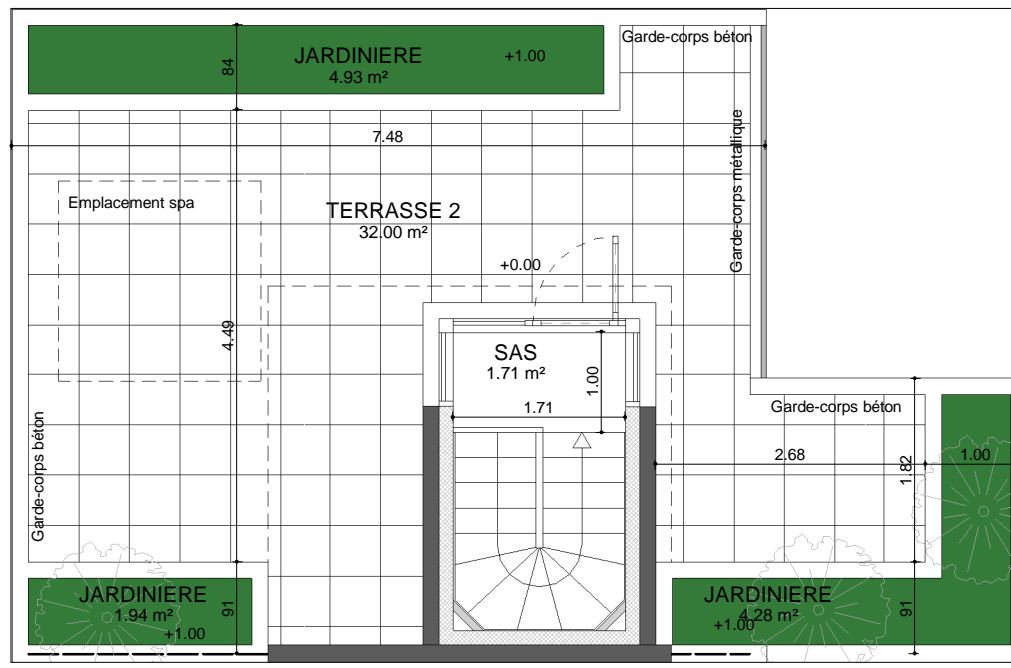 Garde-corps béton
JARDINIERE
+1.00
4.93 m²
84
7.48
Garde-corps métallique
Emplacement spa
TERRASSE 2
32.00 m²
+0.00
4.49
SAS
1.71 m²
1.00
1.71
Garde-corps béton
Garde-corps béton
2.68
1.82
1.00
JARDINIERE
1.94 m²
+1.00
91
JARDINIERE
4.28 m²
+1.00
91